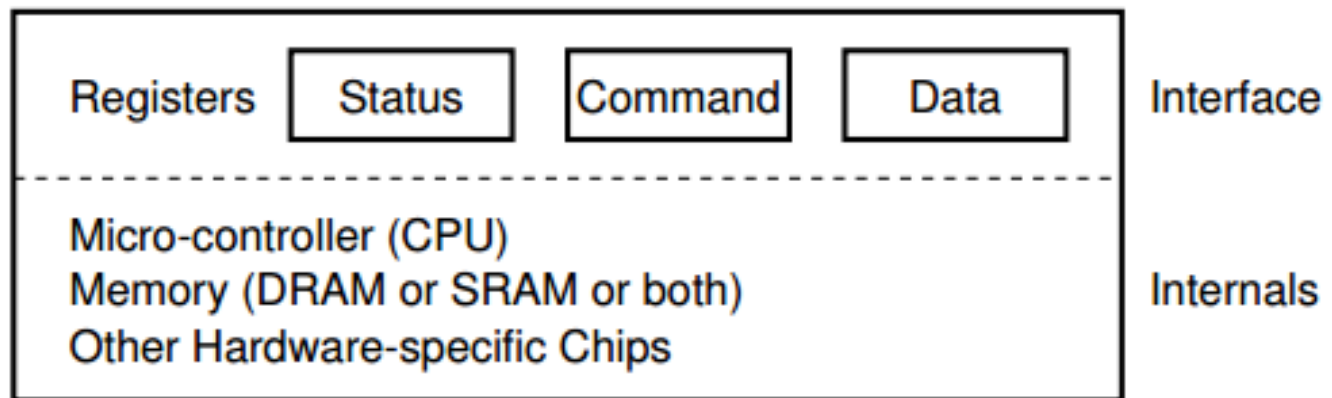 Registers Status Command Data Interface
Micro-controller (CPU)
Memory (DRAM or SRAM or both) Internals
Other Hardware-specific Chips